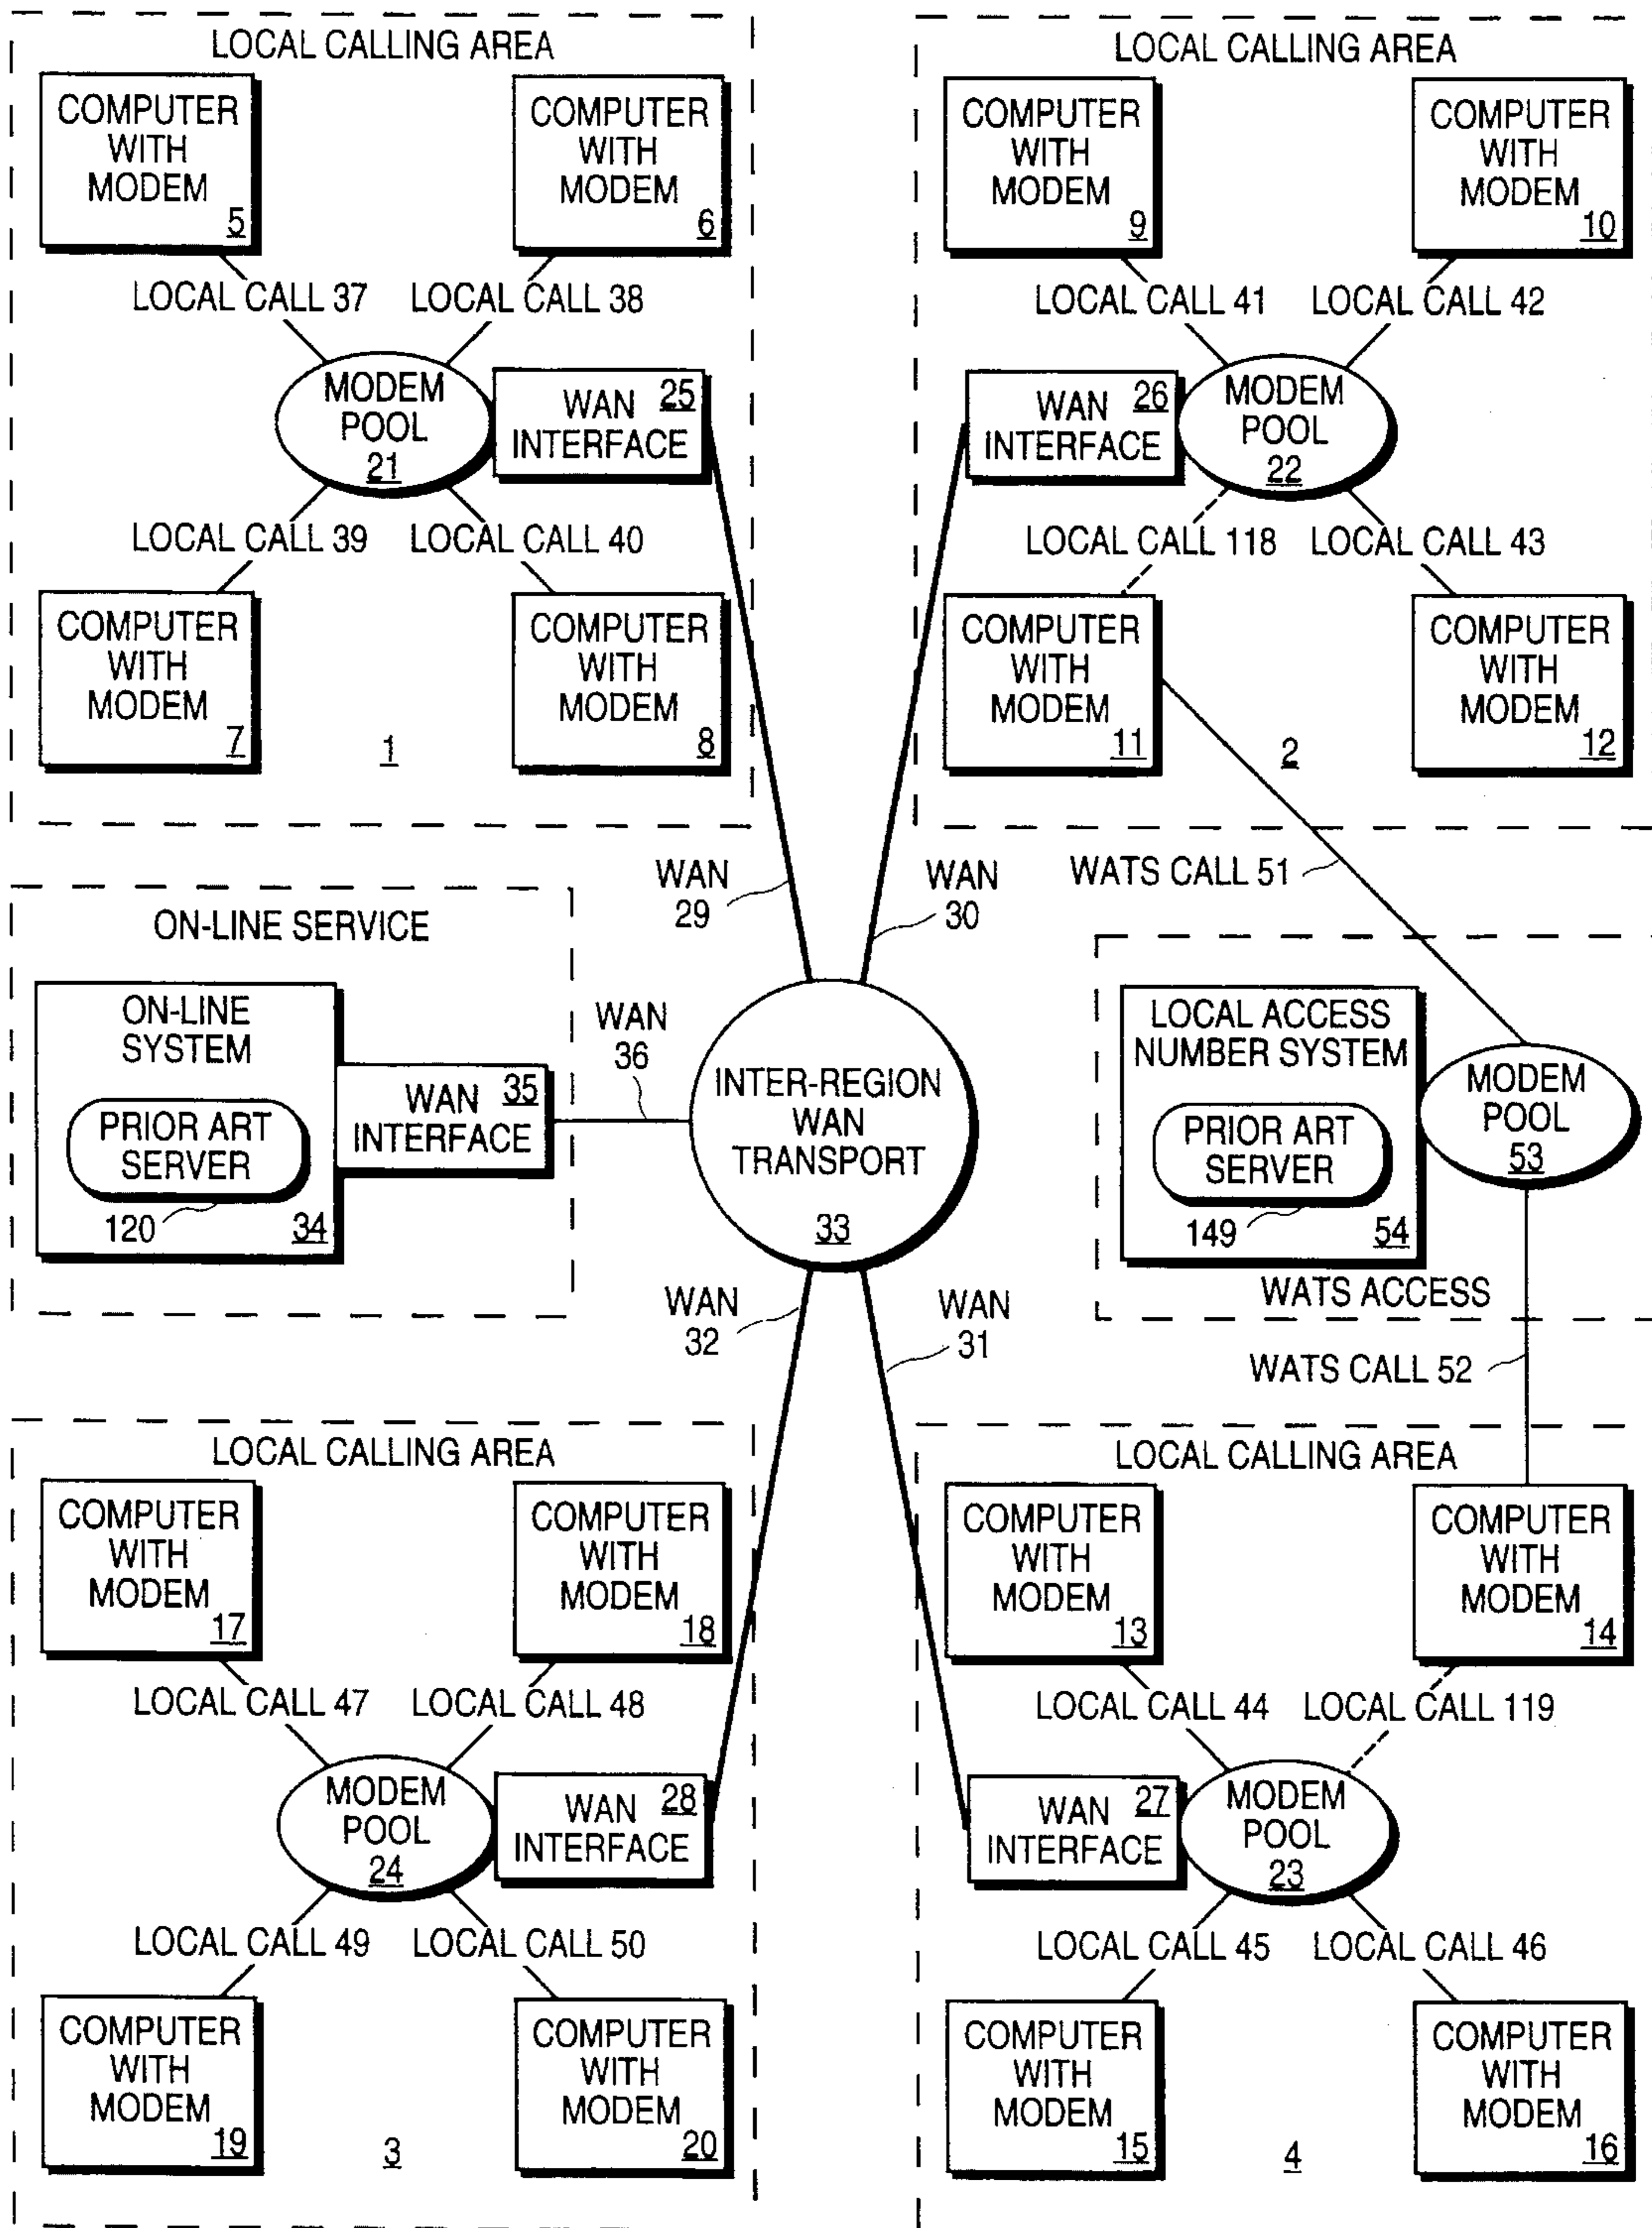 LOCAL CALLING AREA
COMPUTER
WITH
MODEM
5
COMPUTER
WITH
MODEM
6
LOCAL CALL 37
LOCAL CALL 38
MODEM
POOL
21
WAN 25
INTERFACE
LOCAL CALL 39
LOCAL CALL 40
COMPUTER
WITH
MODEM
7
1
COMPUTER
WITH
MODEM
8
LOCAL CALLING AREA
COMPUTER
WITH
MODEM
9
COMPUTER
WITH
MODEM
10
LOCAL CALL 41
LOCAL CALL 42
WAN 26
INTERFACE
MODEM
POOL
22
LOCAL CALL 118
LOCAL CALL 43
COMPUTER
WITH
MODEM
11
2
COMPUTER
WITH
MODEM
12
WAN
29
WAN
30
WATS CALL 51
ON-LINE SERVICE
ON-LINE
SYSTEM
PRIOR ART
SERVER
120
34
WAN 35
INTERFACE
WAN
36
INTER-REGION
WAN
TRANSPORT
33
LOCAL ACCESS
NUMBER SYSTEM
PRIOR ART
SERVER
149
54
MODEM
POOL
53
WATS ACCESS
WAN
32
WAN
31
WATS CALL 52
LOCAL CALLING AREA
COMPUTER
WITH
MODEM
17
COMPUTER
WITH
MODEM
18
LOCAL CALL 47
LOCAL CALL 48
MODEM
POOL
24
WAN 28
INTERFACE
LOCAL CALL 49
LOCAL CALL 50
COMPUTER
WITH
MODEM
19
3
COMPUTER
WITH
MODEM
20
LOCAL CALLING AREA
COMPUTER
WITH
MODEM
13
COMPUTER
WITH
MODEM
14
LOCAL CALL 44
LOCAL CALL 119
WAN 27
INTERFACE
MODEM
POOL
23
LOCAL CALL 45
LOCAL CALL 46
COMPUTER
WITH
MODEM
15
4
COMPUTER
WITH
MODEM
16